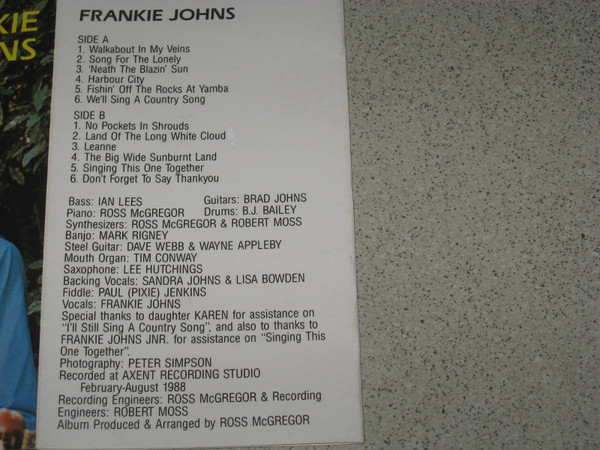 KIE
NS
FRANKIE JOHNS
SIDE A
1. Walkabout In My Veins
2. Song For The Lonely
3. 'Neath The Blazin' Sun
4. Harbour City
5. Fishin' Off The Rocks At Yamba
6. We'll Sing A Country Song
SIDE B
1. No Pockets In Shrouds
2. Land Of The Long White Cloud
3. Leanne
4. The Big Wide Sunburnt Land
5. Singing This One Together
6. Don't Forget To Say Thankyou
Bass: IAN LEES Guitars: BRAD JOHNS
Piano: ROSS McGREGOR Drums: B.J. BAILEY
Synthesizers: ROSS McGREGOR & ROBERT MOSS
Banjo: MARK RIGNEY
Steel Guitar: DAVE WEBB & WAYNE APPLEBY
Mouth Organ: TIM CONWAY
Saxophone: LEE HUTCHINGS
Backing Vocals: SANDRA JOHNS & LISA BOWDEN
Fiddle: PAUL (PIXIE) JENKINS
Vocals: FRANKIE JOHNS
Special thanks to daughter KAREN for assistance on
"I'll Still Sing A Country Song", and also to thanks to
FRANKIE JOHNS JNR. for assistance on "Singing This
One Together".
Photography: PETER SIMPSON
Recorded at AXENT RECORDING STUDIO
February-August 1988
Recording Engineers: ROSS McGREGOR & Recording
Engineers: ROBERT MOSS
Album Produced & Arranged by ROSS McGREGOR